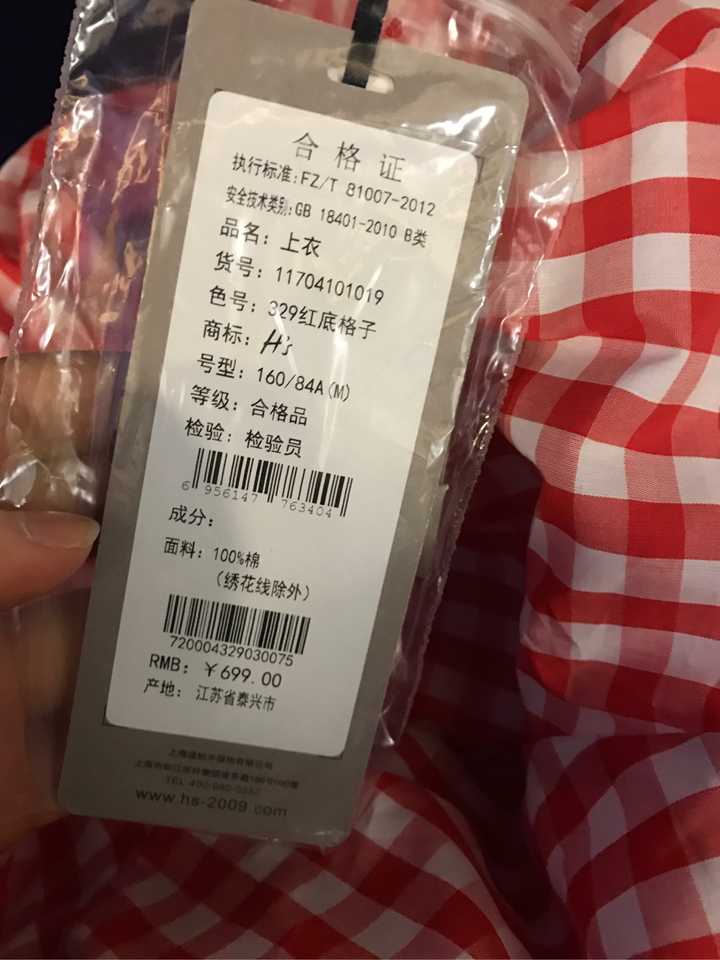 合格证
执行标准:FZ/T 81007-2012
安全技术类别:GB 18401-2010 B类
品名:上衣
货号:11704101019
色号:329红底格子
商标:H's
号型:160/84A(M)
等级:合格品
检验:检验员
6 956147 763404
成分:
面料:100%棉
(绣花线除外)
720004329030075
RMB:￥699.00
产地:江苏省泰兴市
www.hs-2009.com